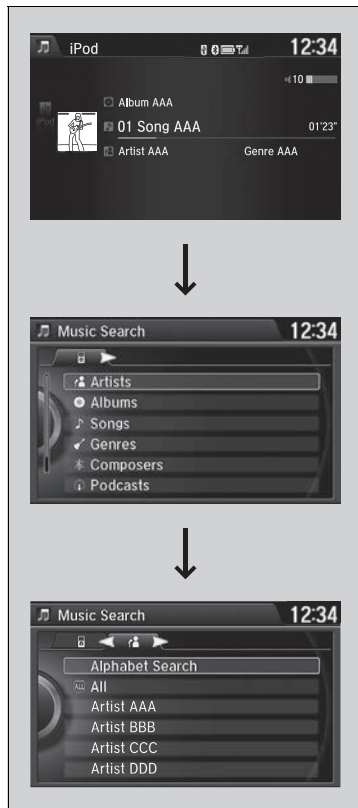 iPod 12:34
10
iPod
Album AAA
01 Song AAA 01'23"
Artist AAA Genre AAA
Music Search 12:34
Artists
Albums
Songs
Genres
Composers
Podcasts
Music Search 12:34
Alphabet Search
ALL All
Artist AAA
Artist BBB
Artist CCC
Artist DDD